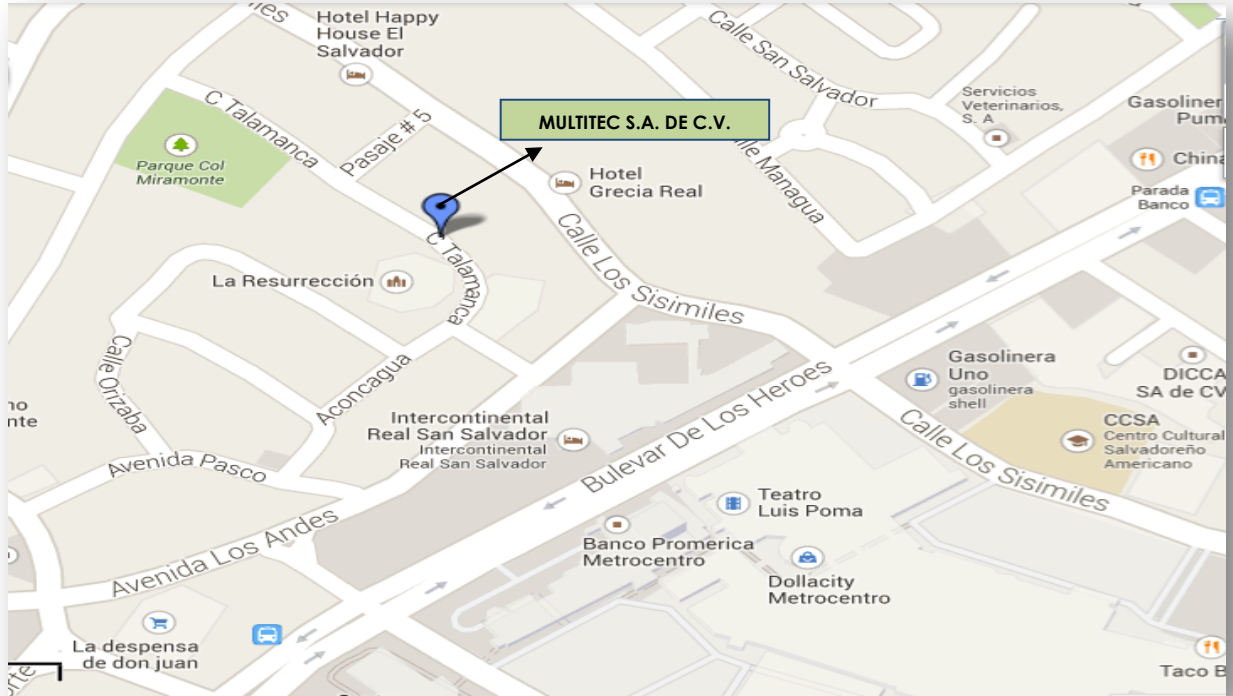 Hotel Happy
House El
Salvador
Calle San Salvador
C Talamanca
Pasaje # 5
MULTITEC S.A. DE C.V.
Servicios
Veterinarios,
S. A
Parque Col
Miramonte
Hotel
Grecia Real
Calle Managua
Parada
Banco
C Talamanca
La Resurrección
Calle Los Sisimiles
Calle Orizaba
Aconcagua
Gasolinera
Uno
gasolinera
shell
DICCA
SA de CV
Intercontinental
Real San Salvador
Intercontinental
Real San Salvador
Bulevar De Los Heroes
CCSA
Centro Cultural
Salvadoreño
Americano
Calle Los Sisimiles
Avenida Pasco
Avenida Los Andes
Teatro
Luis Poma
Banco Promerica
Metrocentro
Dollacity
Metrocentro
La despensa
de don juan
Taco B